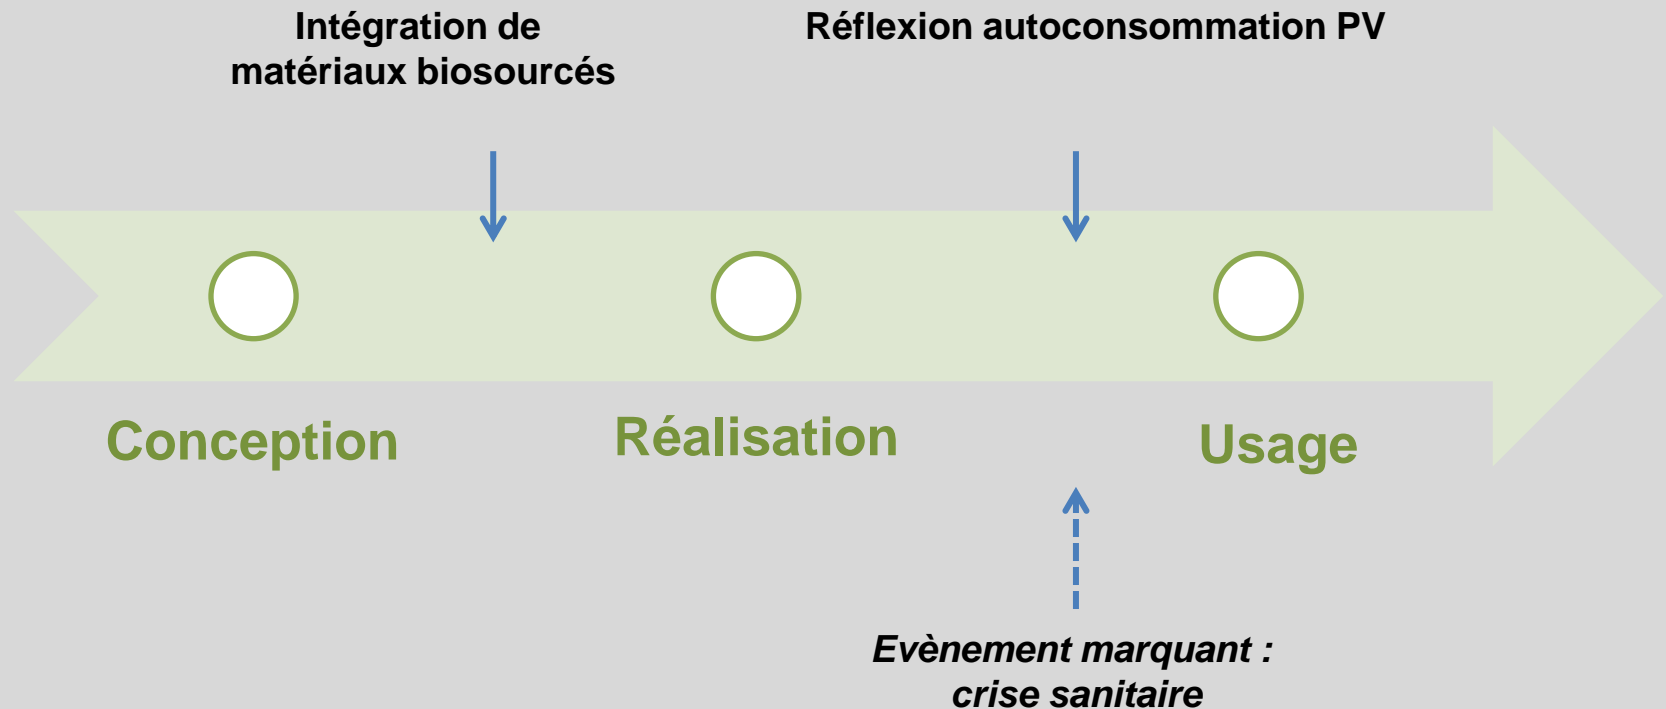 Intégration de
matériaux biosourcés
Réflexion autoconsommation PV
Conception
Réalisation
Usage
Evènement marquant :
crise sanitaire